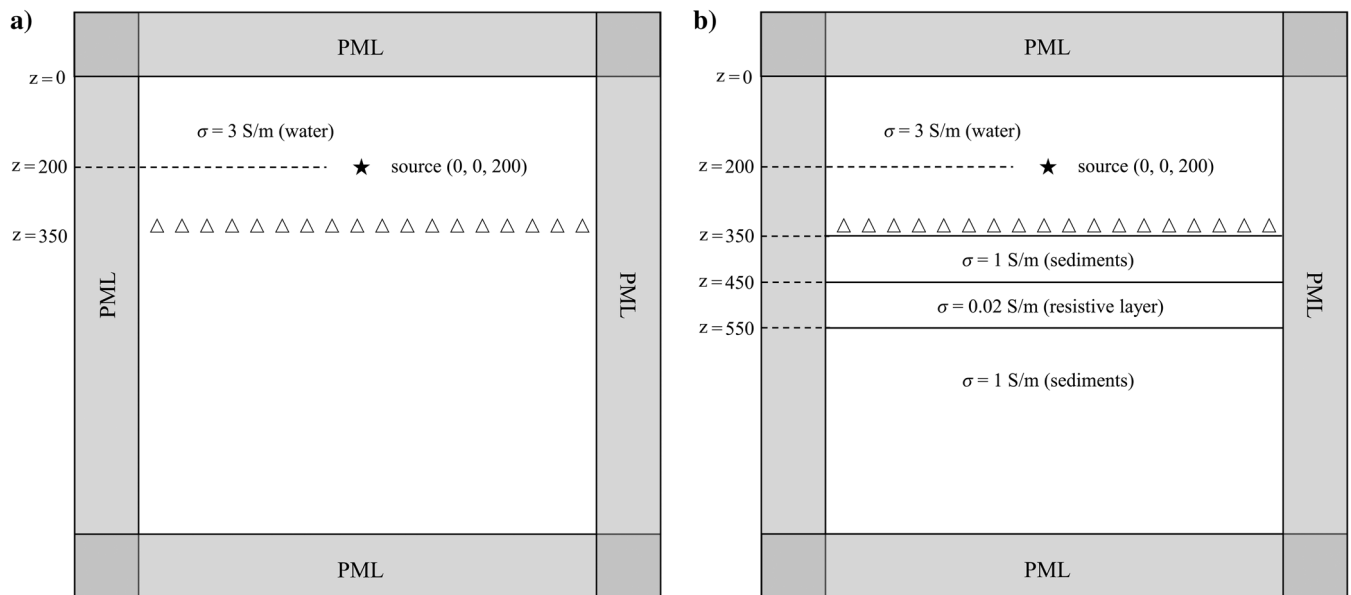 a)
PML
z = 0
σ = 3 S/m (water)
z = 200
source (0, 0, 200)
z = 350
PML
PML
PML
b)
PML
z = 0
σ = 3 S/m (water)
z = 200
source (0, 0, 200)
z = 350
σ = 1 S/m (sediments)
z = 450
σ = 0.02 S/m (resistive layer)
z = 550
PML
σ = 1 S/m (sediments)
PML